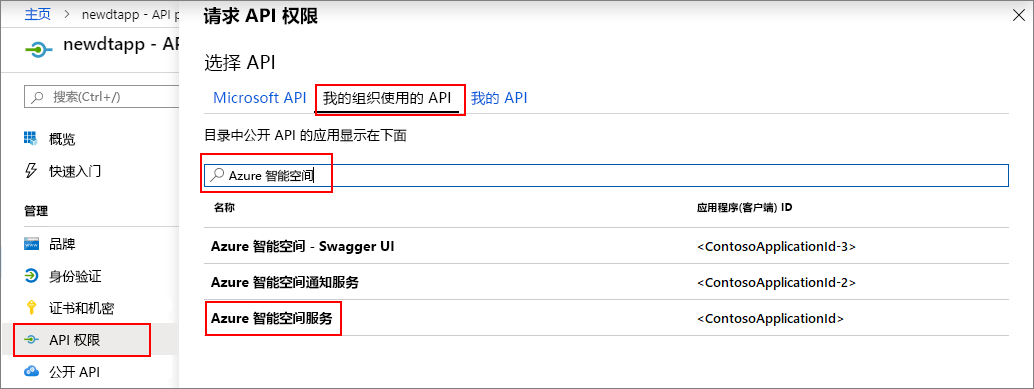 主页 > newdtapp - API p
newdtapp - AP
搜索(Ctrl+/)
概览
快速入门
管理
品牌
身份验证
证书和机密
API 权限
公开 API
请求 API 权限
选择 API
Microsoft API 我的组织使用的 API 我的 API
目录中公开 API 的应用显示在下面
Azure 智能空间
名称 应用程序(客户端) ID
Azure 智能空间 - Swagger UI <ContosoApplicationId-3>
Azure 智能空间通知服务 <ContosoApplicationId-2>
Azure 智能空间服务 <ContosoApplicationId>